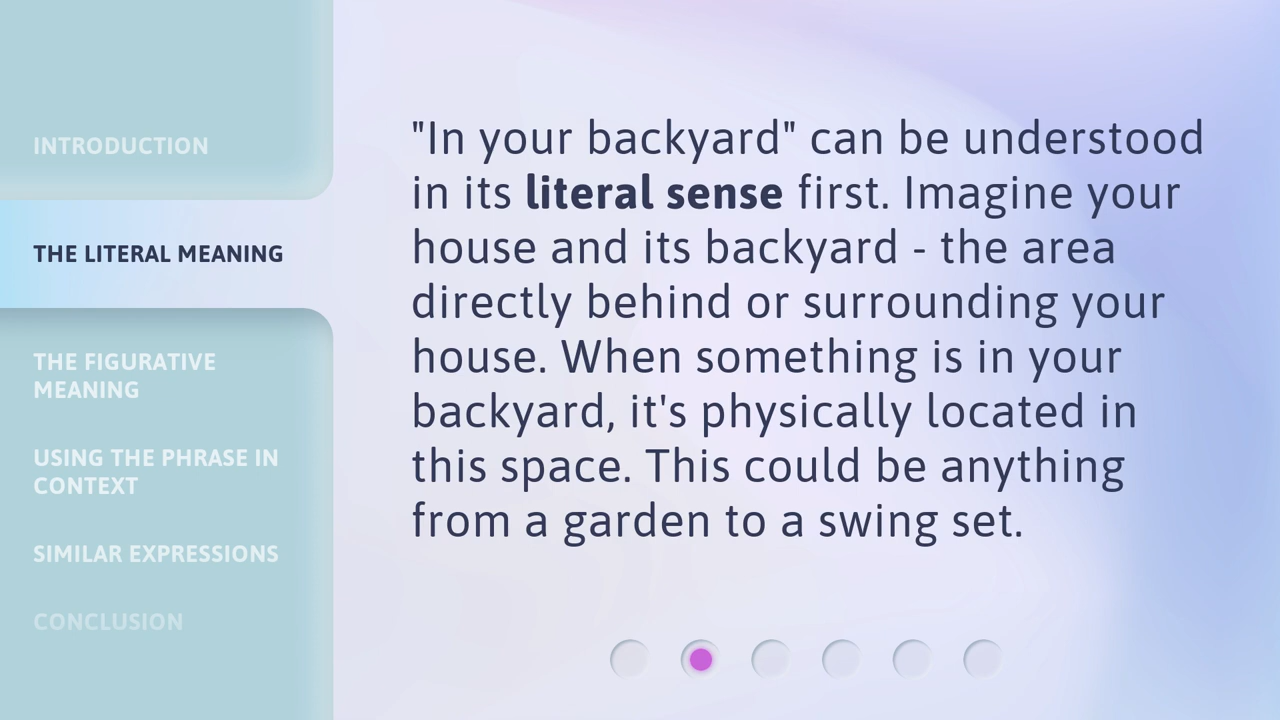 INTRODUCTION
THE LITERAL MEANING
THE FIGURATIVE
MEANING
USING THE PHRASE IN
CONTEXT
SIMILAR EXPRESSIONS
CONCLUSION
"In your backyard" can be understood
in its literal sense first. Imagine your
house and its backyard - the area
directly behind or surrounding your
house. When something is in your
backyard, it's physically located in
this space. This could be anything
from a garden to a swing set.